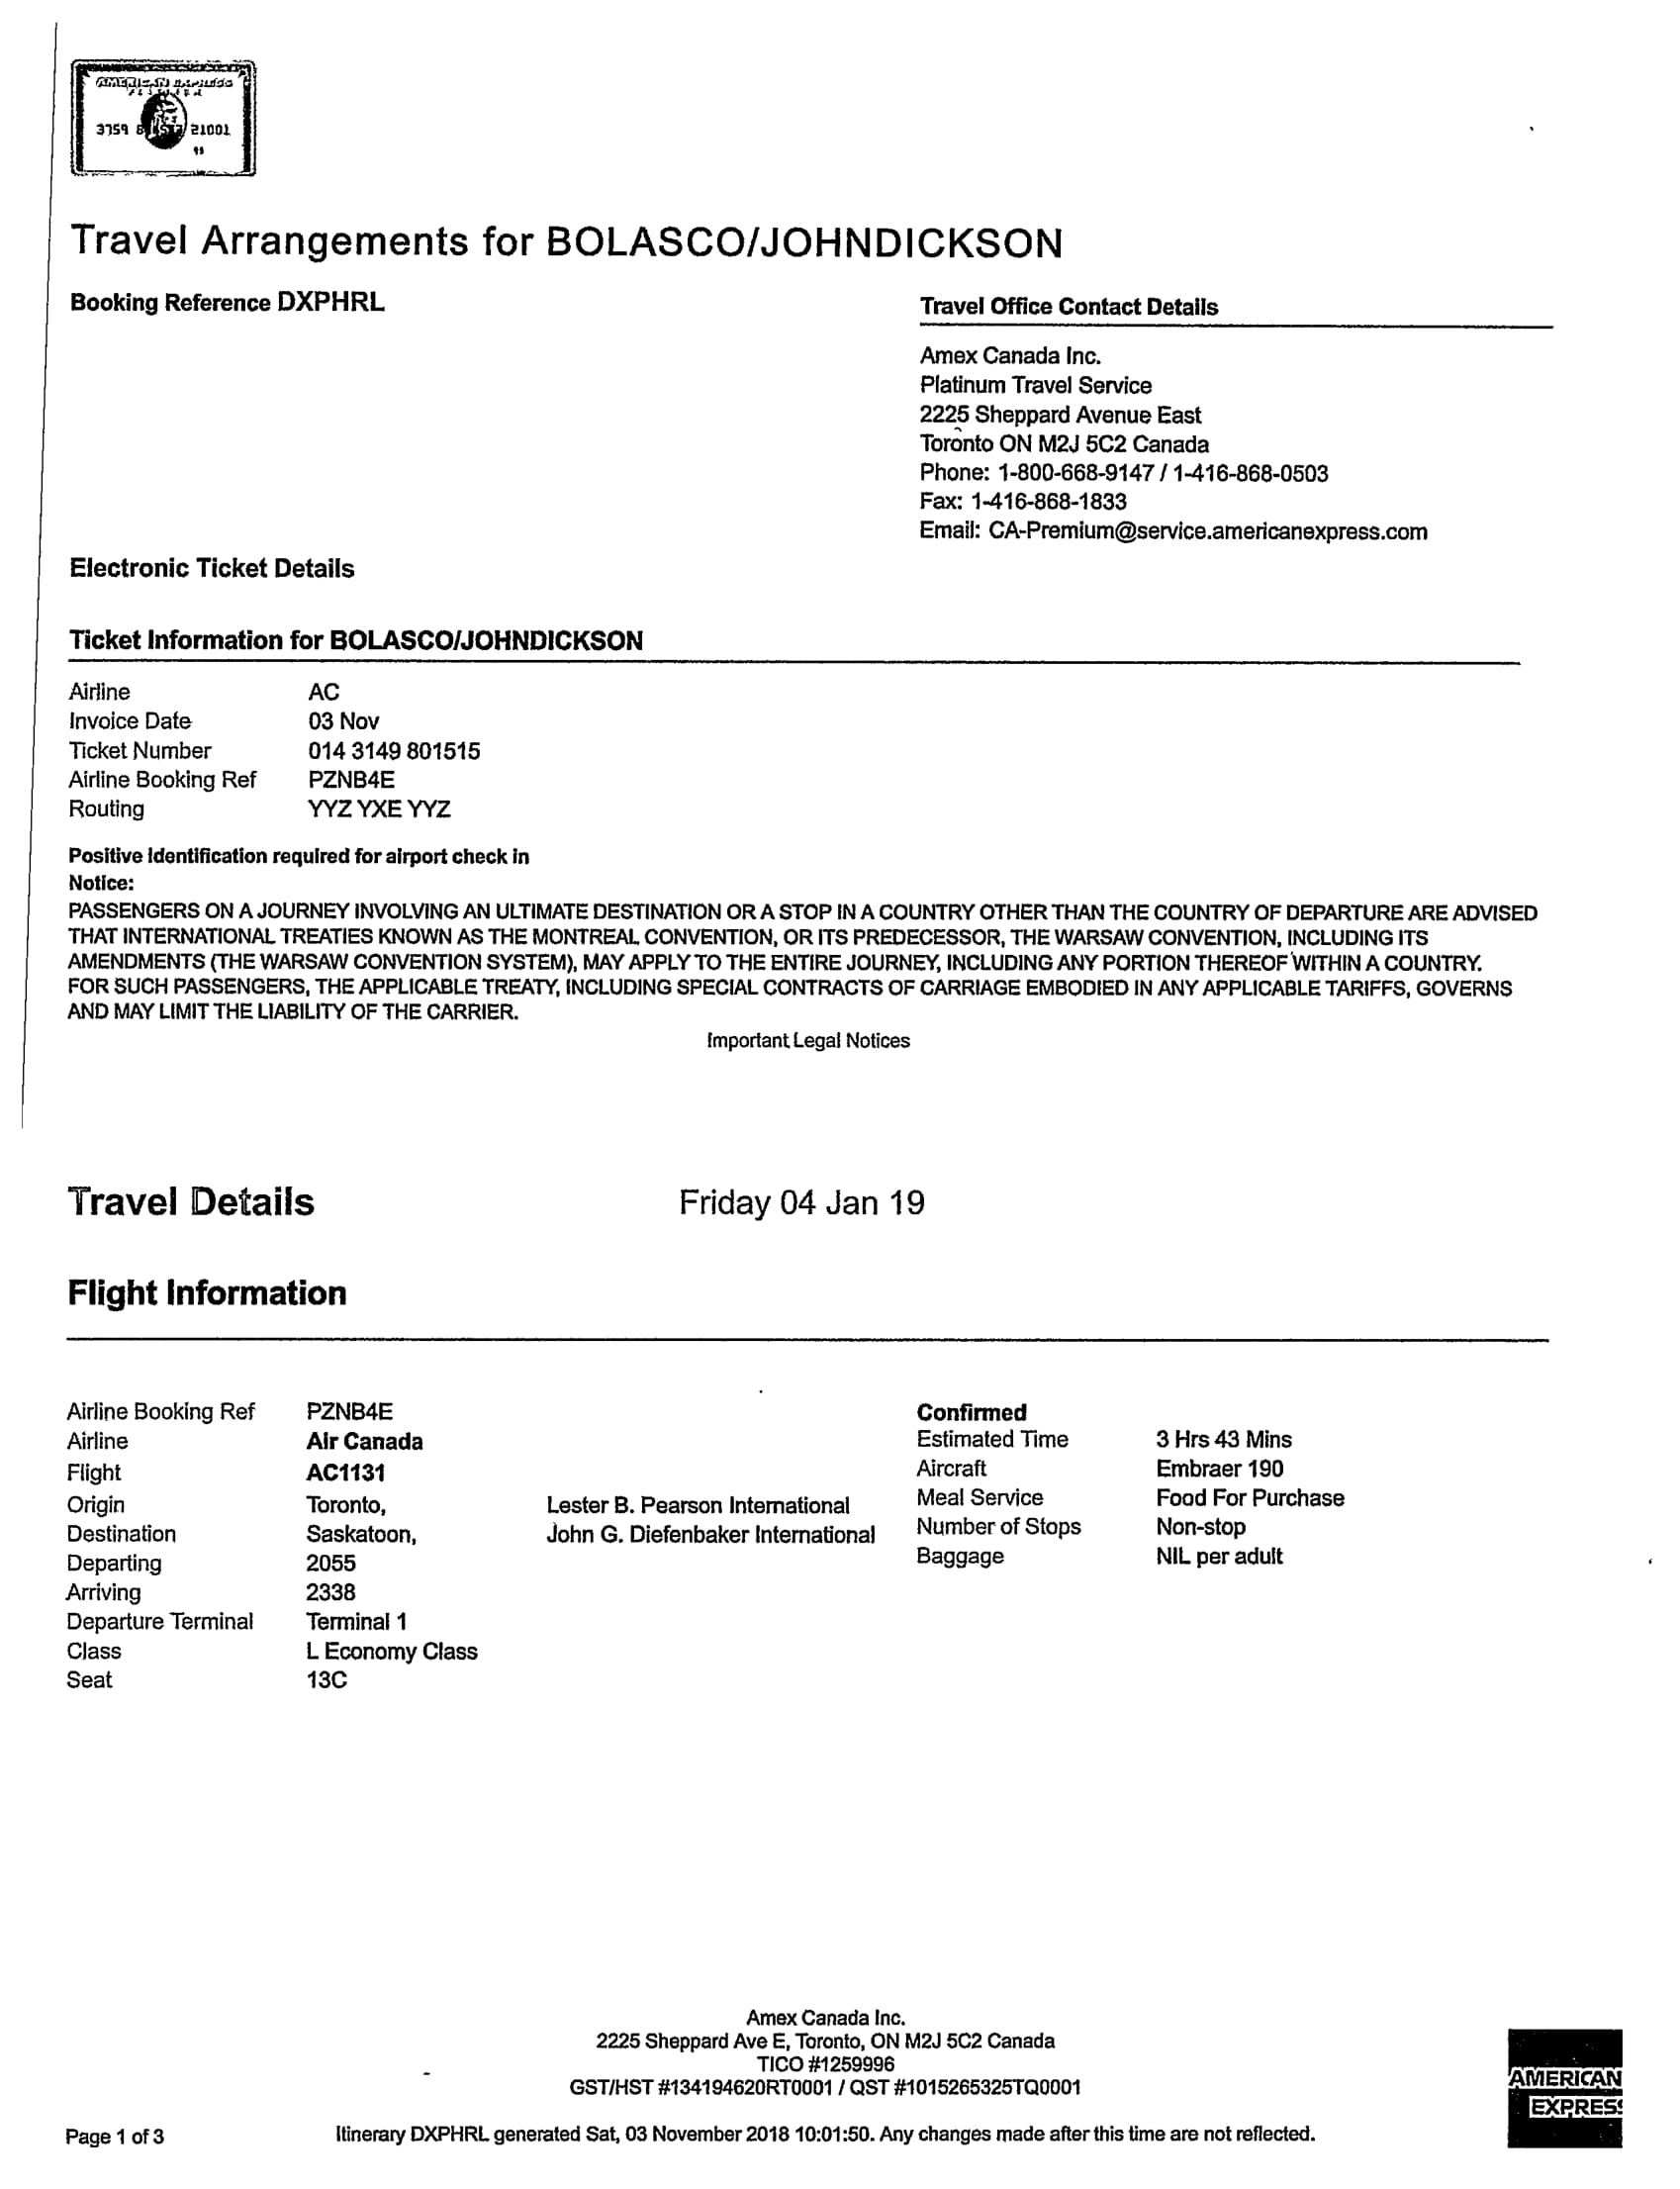 AMERICAN EXPRESS
3759 21001
Travel Arrangements for BOLASCO/JOHNDICKSON
Booking Reference DXPHRL
Travel Office Contact Details
Amex Canada Inc.
Platinum Travel Service
2225 Sheppard Avenue East
Toronto ON M2J 5C2 Canada
Phone: 1-800-668-9147 / 1-416-868-0503
Fax: 1-416-868-1833
Email: CA-Premium@service.americanexpress.com
Electronic Ticket Details
Ticket Information for BOLASCO/JOHNDICKSON
Airline AC
Invoice Date 03 Nov
Ticket Number 014 3149 801515
Airline Booking Ref PZNB4E
Routing YYZ YXE YYZ
Positive identification required for airport check in
Notice:
PASSENGERS ON A JOURNEY INVOLVING AN ULTIMATE DESTINATION OR A STOP IN A COUNTRY OTHER THAN THE COUNTRY OF DEPARTURE ARE ADVISED
THAT INTERNATIONAL TREATIES KNOWN AS THE MONTREAL CONVENTION, OR ITS PREDECESSOR, THE WARSAW CONVENTION, INCLUDING ITS
AMENDMENTS (THE WARSAW CONVENTION SYSTEM), MAY APPLY TO THE ENTIRE JOURNEY, INCLUDING ANY PORTION THEREOF WITHIN A COUNTRY.
FOR SUCH PASSENGERS, THE APPLICABLE TREATY, INCLUDING SPECIAL CONTRACTS OF CARRIAGE EMBODIED IN ANY APPLICABLE TARIFFS, GOVERNS
AND MAY LIMIT THE LIABILITY OF THE CARRIER.
Important Legal Notices
Travel Details Friday 04 Jan 19
Flight Information
Airline Booking Ref PZNB4E
Airline Air Canada
Flight AC1131
Origin Toronto, Lester B. Pearson International
Destination Saskatoon, John G. Diefenbaker International
Departing 2055
Arriving 2338
Departure Terminal Terminal 1
Class L Economy Class
Seat 13C
Confirmed
Estimated Time 3 Hrs 43 Mins
Aircraft Embraer 190
Meal Service Food For Purchase
Number of Stops Non-stop
Baggage NIL per adult
Amex Canada Inc.
2225 Sheppard Ave E, Toronto, ON M2J 5C2 Canada
TICO #1259996
GST/HST #134194620RT0001 / QST #1015265325TQ0001
AMERICAN
EXPRES
Page 1 of 3
Itinerary DXPHRL generated Sat, 03 November 2018 10:01:50. Any changes made after this time are not reflected.